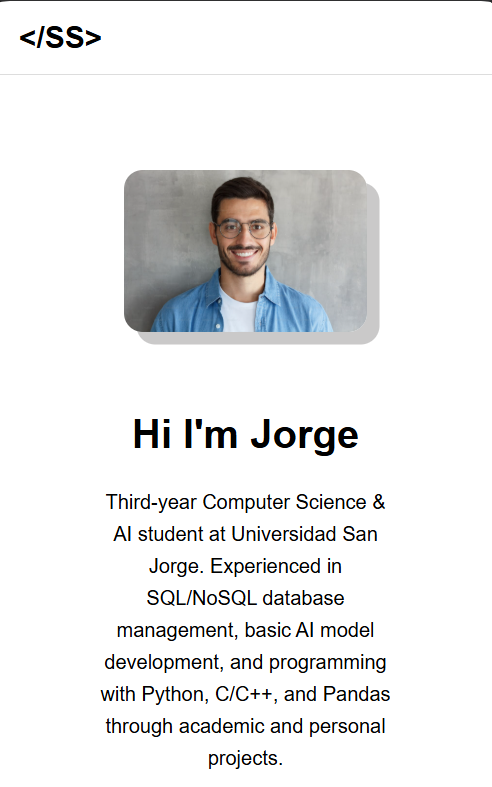 </SS>
Hi I'm Jorge
Third-year Computer Science &
AI student at Universidad San
Jorge. Experienced in
SQL/NoSQL database
management, basic AI model
development, and programming
with Python, C/C++, and Pandas
through academic and personal
projects.